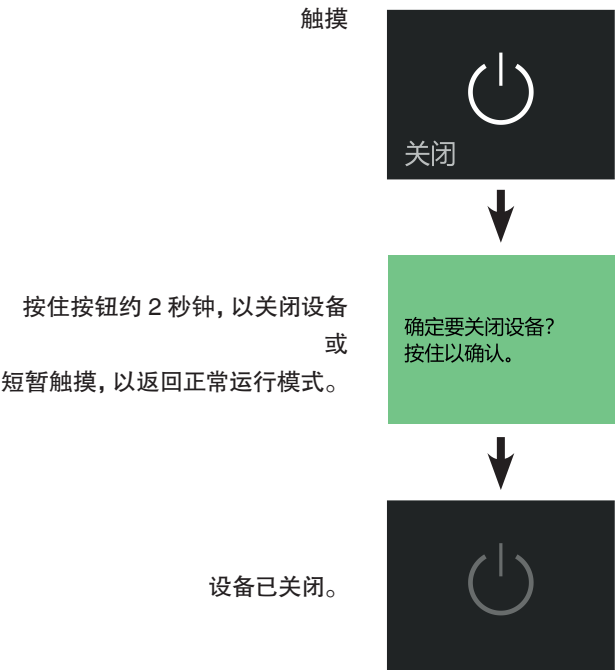 触摸
关闭
按住按钮约 2 秒钟，以关闭设备
或
短暂触摸，以返回正常运行模式。
确定要关闭设备？
按住以确认。
设备已关闭。